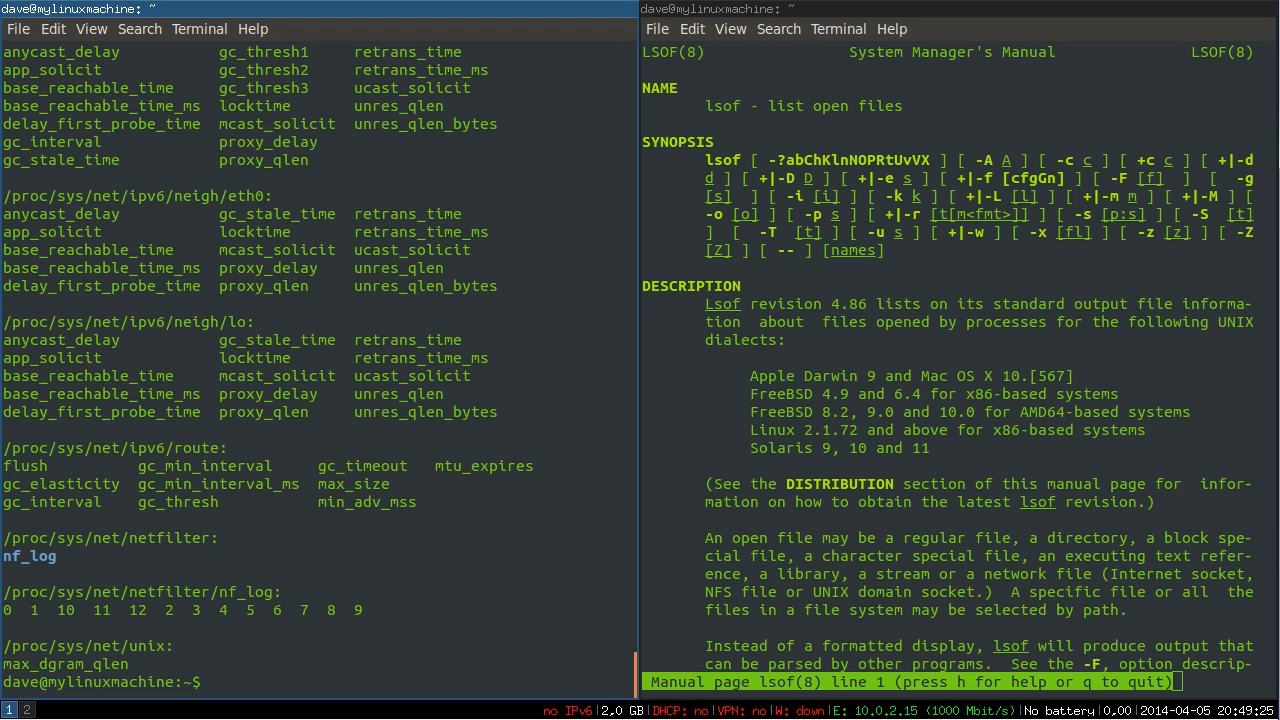 dave@mylinuxmachine: ~
File Edit View Search Terminal Help
anycast_delay gc_thresh1 retrans_time
app_solicit gc_thresh2 retrans_time_ms
base_reachable_time gc_thresh3 ucast_solicit
base_reachable_time_ms locktime unres_qlen
delay_first_probe_time mcast_solicit unres_qlen_bytes
gc_interval proxy_delay
gc_stale_time proxy_qlen
/proc/sys/net/ipv6/neigh/eth0:
anycast_delay gc_stale_time retrans_time
app_solicit locktime retrans_time_ms
base_reachable_time mcast_solicit ucast_solicit
base_reachable_time_ms proxy_delay unres_qlen
delay_first_probe_time proxy_qlen unres_qlen_bytes
/proc/sys/net/ipv6/neigh/lo:
anycast_delay gc_stale_time retrans_time
app_solicit locktime retrans_time_ms
base_reachable_time mcast_solicit ucast_solicit
base_reachable_time_ms proxy_delay unres_qlen
delay_first_probe_time proxy_qlen unres_qlen_bytes
/proc/sys/net/ipv6/route:
flush gc_min_interval gc_timeout mtu_expires
gc_elasticity gc_min_interval_ms max_size
gc_interval gc_thresh min_adv_mss
/proc/sys/net/netfilter:
nf_log
/proc/sys/net/netfilter/nf_log:
0 1 10 11 12 2 3 4 5 6 7 8 9
/proc/sys/net/unix:
max_dgram_qlen
dave@mylinuxmachine:~$
dave@mylinuxmachine: ~
File Edit View Search Terminal Help
LSOF(8) System Manager's Manual LSOF(8)
NAME
lsof - list open files
SYNOPSIS
lsof [ -?abChKlnNOPRtUvVX ] [ -A A ] [ -c c ] [ +c c ] [ +|-d
d ] [ +|-D D ] [ +|-e s ] [ +|-f [cfgGn] ] [ -F [f] ] [ -g
[s] ] [ -i [i] ] [ -k k ] [ +|-L [l] ] [ +|-m m ] [ +|-M ] [
-o [o] ] [ -p s ] [ +|-r [t[m<fmt>]] ] [ -s [p:s] ] [ -S [t]
] [ -T [t] ] [ -u s ] [ +|-w ] [ -x [fl] ] [ -z [z] ] [ -Z
[Z] ] [ -- ] [names]
DESCRIPTION
Lsof revision 4.86 lists on its standard output file informa-
tion about files opened by processes for the following UNIX
dialects:
Apple Darwin 9 and Mac OS X 10.[567]
FreeBSD 4.9 and 6.4 for x86-based systems
FreeBSD 8.2, 9.0 and 10.0 for AMD64-based systems
Linux 2.1.72 and above for x86-based systems
Solaris 9, 10 and 11
(See the DISTRIBUTION section of this manual page for infor-
mation on how to obtain the latest lsof revision.)
An open file may be a regular file, a directory, a block spe-
cial file, a character special file, an executing text refer-
ence, a library, a stream or a network file (Internet socket,
NFS file or UNIX domain socket.) A specific file or all the
files in a file system may be selected by path.
Instead of a formatted display, lsof will produce output that
can be parsed by other programs. See the -F, option descrip-
Manual page lsof(8) line 1 (press h for help or q to quit)
1 2
no IPv6|2,0 GB|DHCP: no|VPN: no|W: down|E: 10.0.2.15 (1000 Mbit/s)|No battery|0,00|2014-04-05 20:49:25